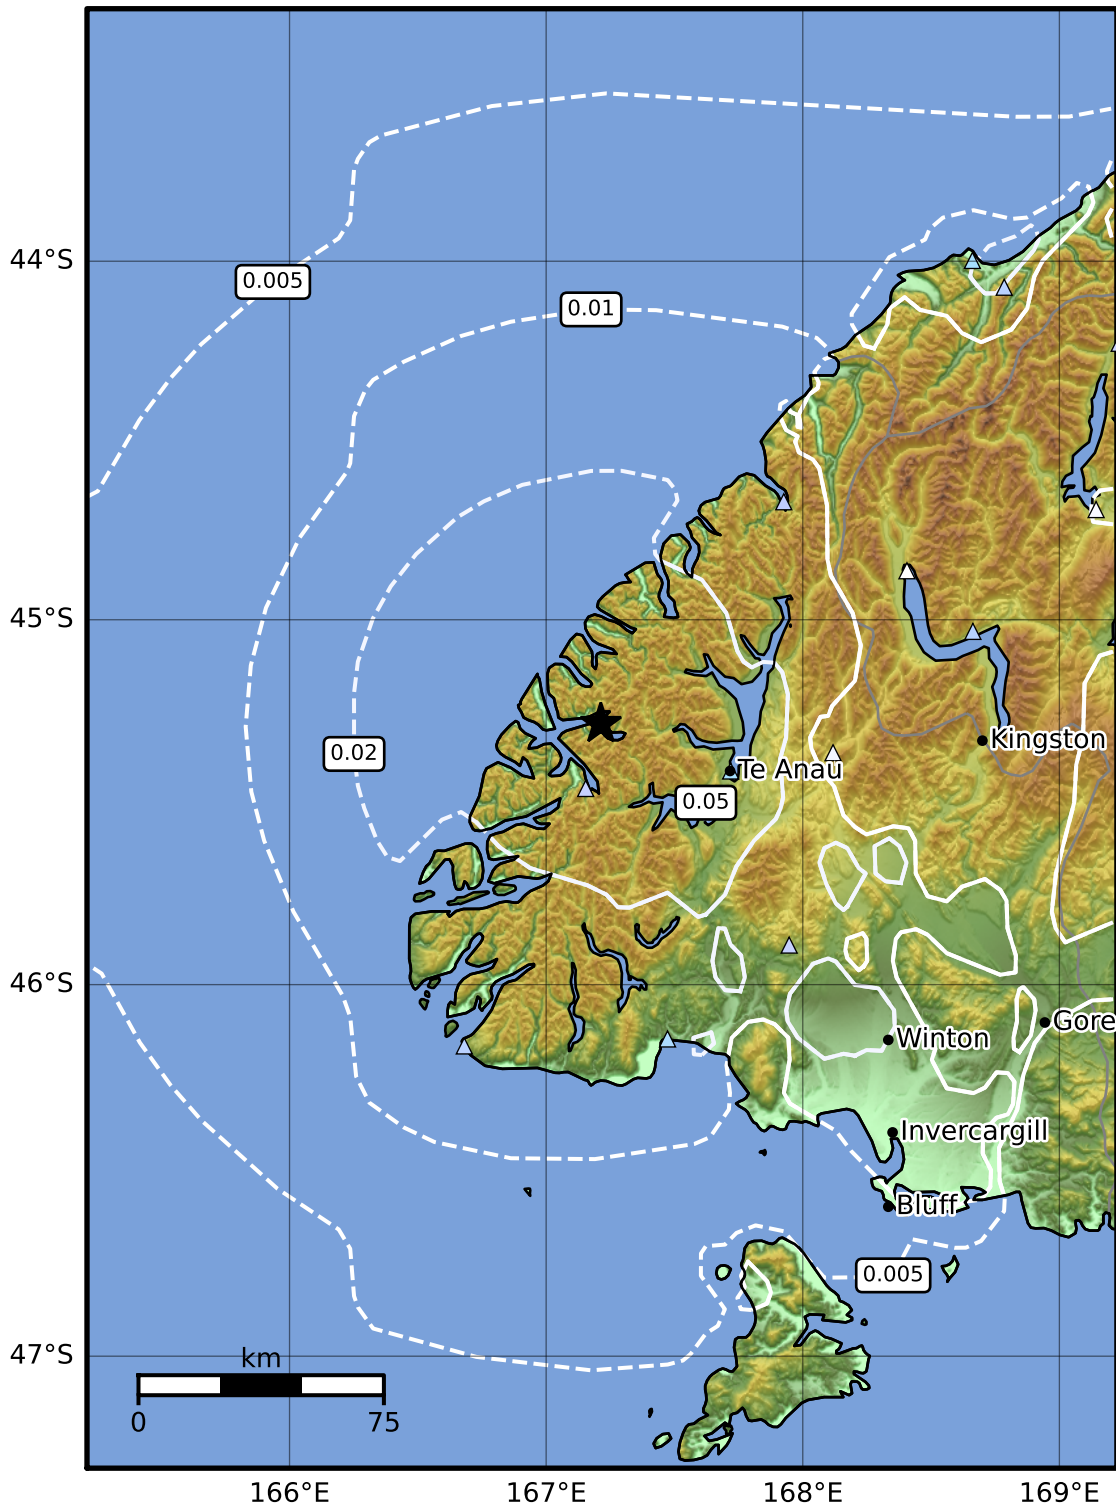 44°S
0.005
0.01
45°S
Kingston
0.02
Te Anau
0.05
46°S
Gore
Winton
Invercargill
Bluff
0.005
47°S
km
0
75
166°E
167°E
168°E
169°E